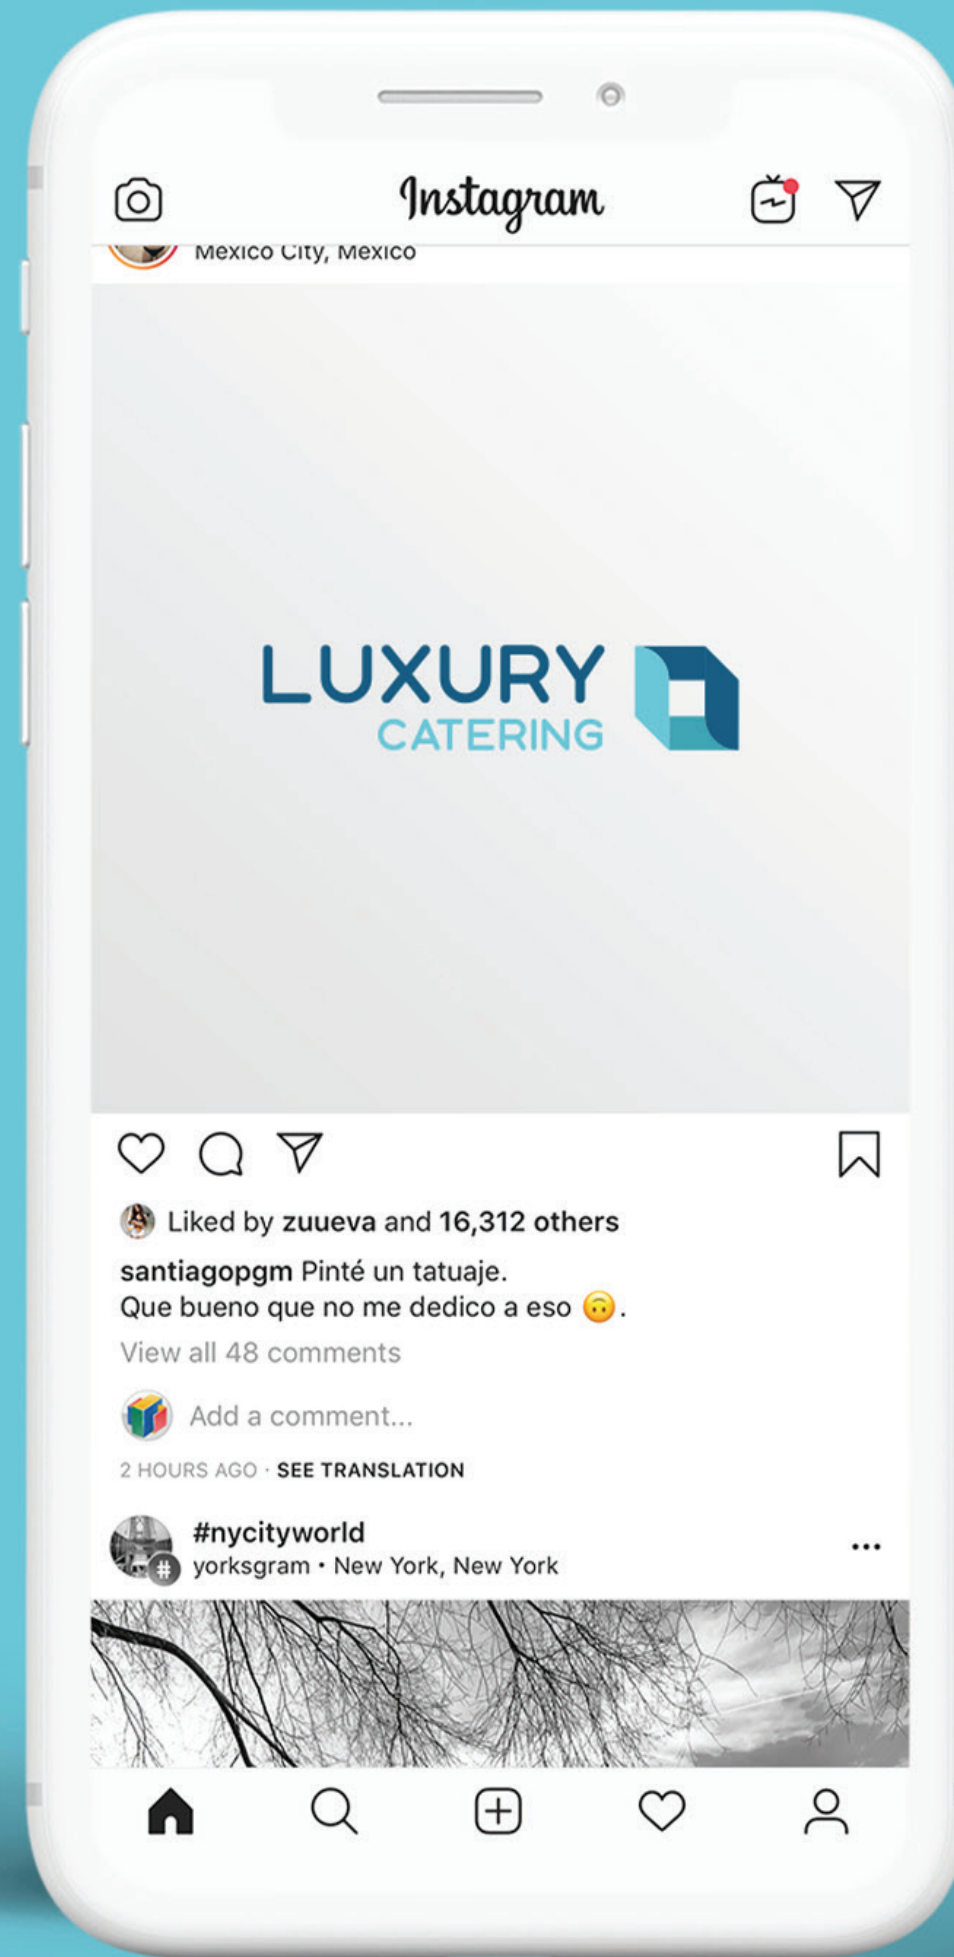 Instagram
Mexico City, Mexico
LUXURY
CATERING
Liked by zuueva and 16,312 others
santiagopgm Pinté un tatuaje.
Que bueno que no me dedico a eso 🙃.
View all 48 comments
Add a comment...
2 HOURS AGO · SEE TRANSLATION
#nycityworld
#
yorksgram • New York, New York